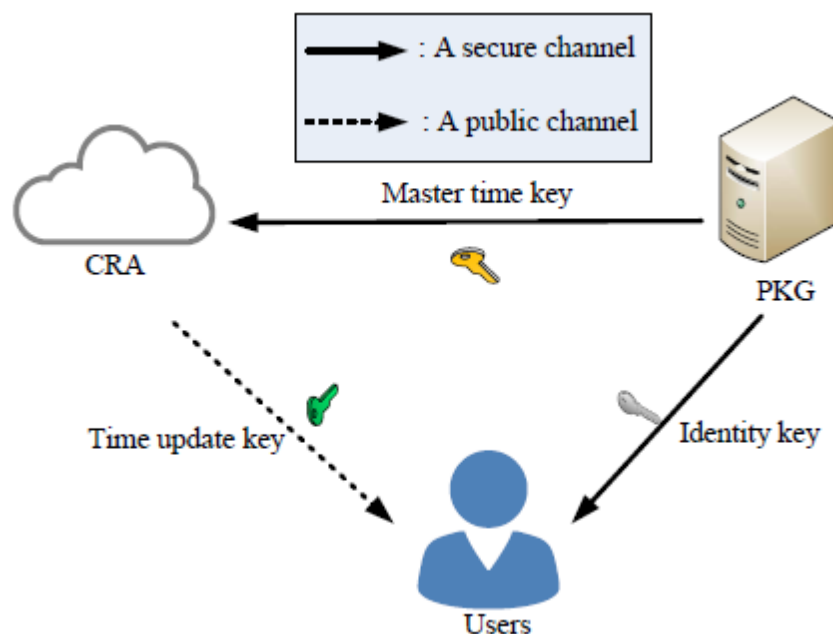 : A secure channel
: A public channel
Master time key
CRA
PKG
Time update key
Identity key
Users